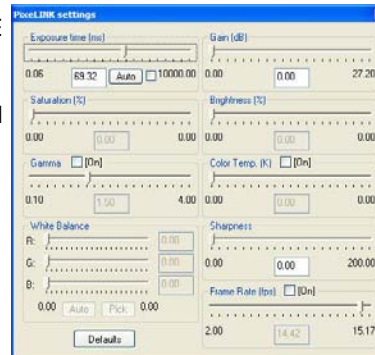 PixeLINK settings
Exposure time (ms)
0.06 69.32 Auto 10000.00
Saturation (%)
0.00 0.00 0.00
Gamma [On]
0.10 1.50 4.00
White Balance
R: 0.00
G: 0.00
B: 0.00
0.00 Auto Pick 0.00
Defaults
Gain (dB)
0.00 0.00 27.20
Brightness (%)
0.00 0.00 0.00
Color Temp. (K) [On]
0.00 0.00 0.00
Sharpness
0.00 0.00 200.00
Frame Rate (fps) [On]
2.00 14.42 15.17